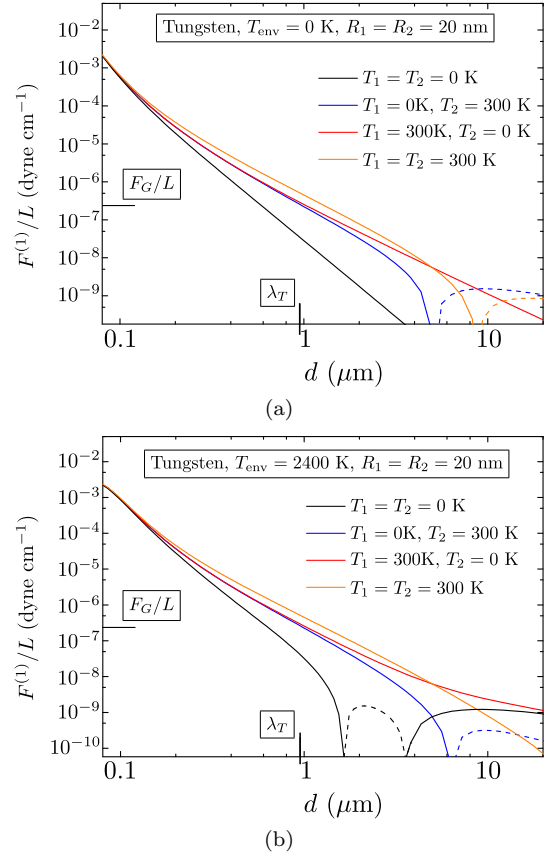 Tungsten, T_env = 0 K, R_1 = R_2 = 20 nm
T_1 = T_2 = 0 K
T_1 = 0K, T_2 = 300 K
T_1 = 300K, T_2 = 0 K
T_1 = T_2 = 300 K
F^(1)/L (dyne cm^−1)
10^−2
10^−3
10^−4
10^−5
10^−6
10^−7
10^−8
10^−9
F_G/L
λ_T
0.1 1 10
d (μm)
(a)
Tungsten, T_env = 2400 K, R_1 = R_2 = 20 nm
T_1 = T_2 = 0 K
T_1 = 0K, T_2 = 300 K
T_1 = 300K, T_2 = 0 K
T_1 = T_2 = 300 K
F^(1)/L (dyne cm^−1)
10^−2
10^−3
10^−4
10^−5
10^−6
10^−7
10^−8
10^−9
10^−10
F_G/L
λ_T
0.1 1 10
d (μm)
(b)